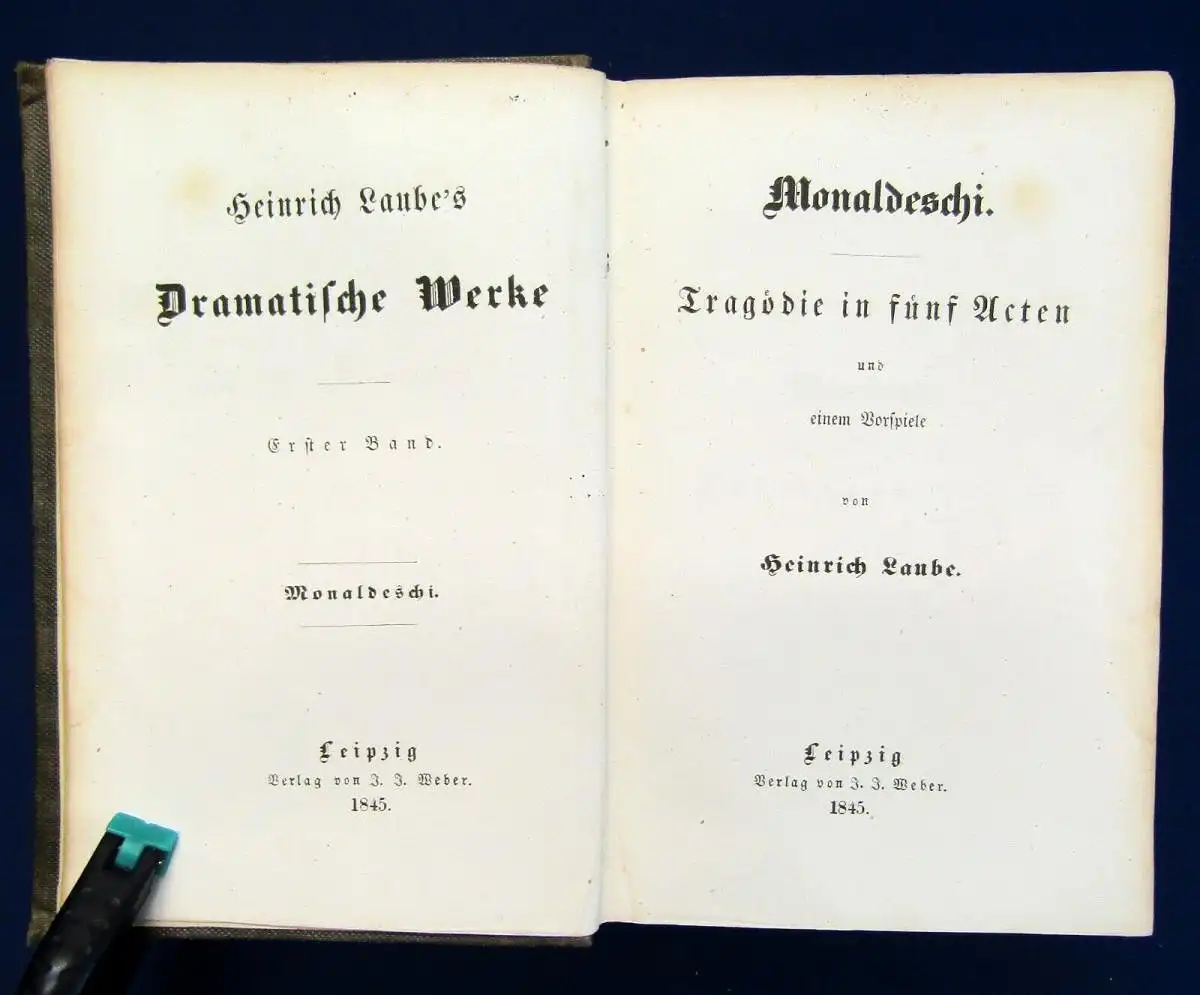 Heinrich Laube's
Dramatiſche Werke
Erſter Band.
Monaldeschi.
Leipzig
Verlag von J. J. Weber.
1845.
Monaldeschi.
Tragödie in fünf Acten
und
einem Vorſpiele
von
Heinrich Laube.
Leipzig
Verlag von J. J. Weber.
1845.